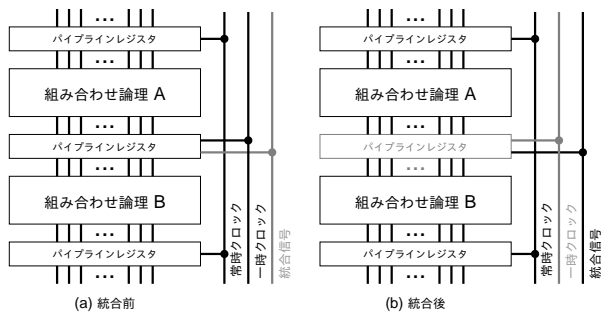 パイプラインレジスタ
組み合わせ論理 A
パイプラインレジスタ
組み合わせ論理 B
パイプラインレジスタ
常時クロック
一時クロック
統合信号
(a) 統合前
パイプラインレジスタ
組み合わせ論理 A
パイプラインレジスタ
組み合わせ論理 B
パイプラインレジスタ
常時クロック
一時クロック
統合信号
(b) 統合後